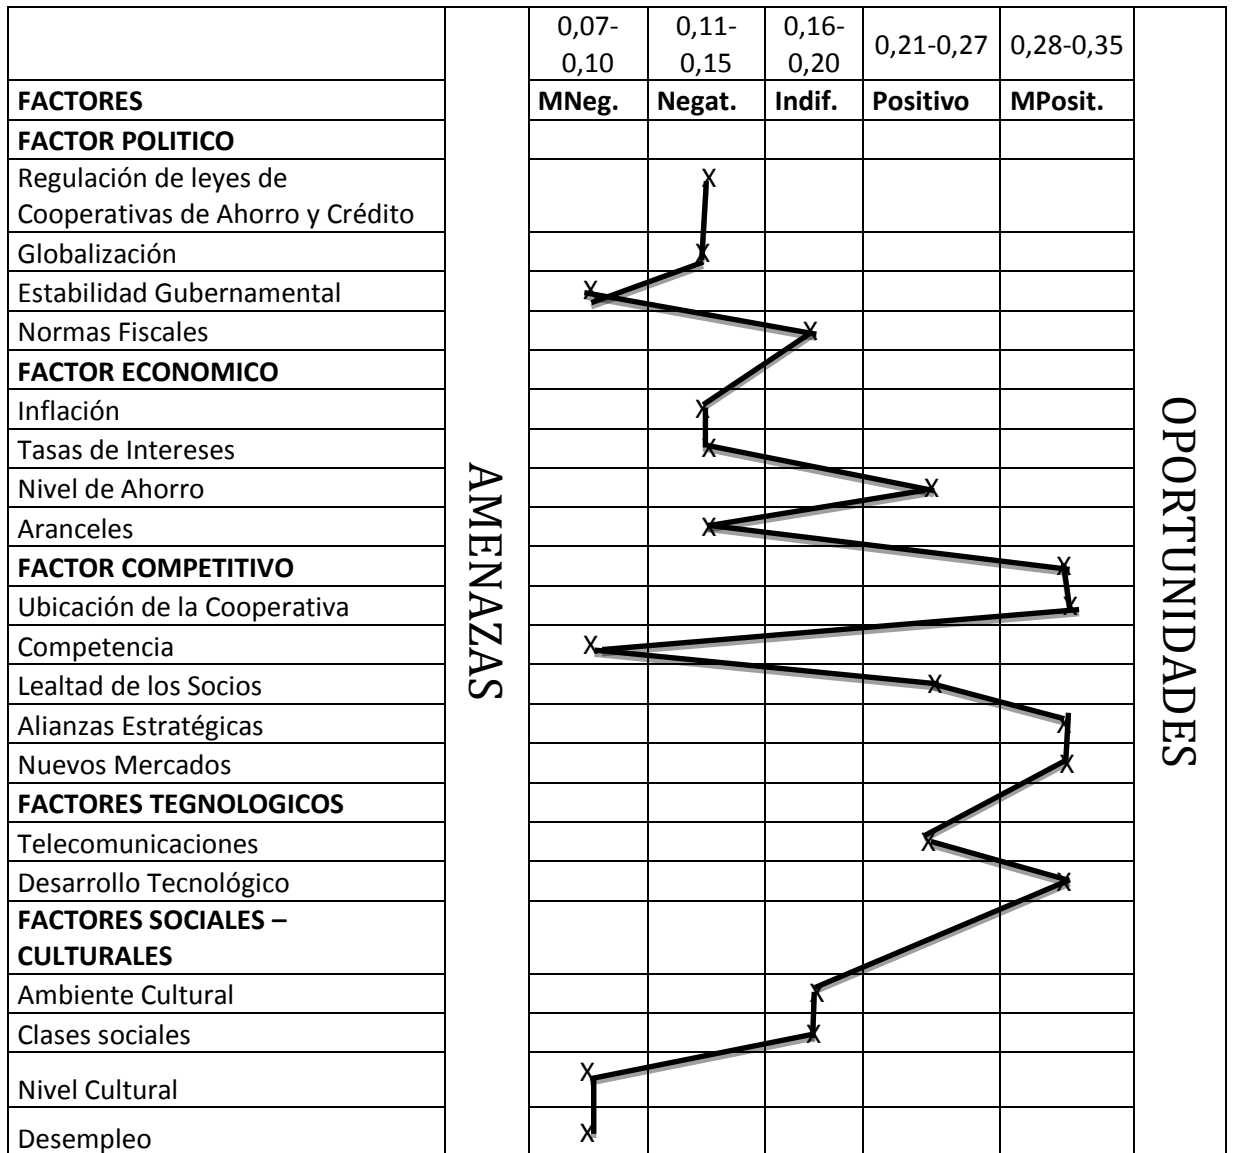 0,07- 0,11- 0,16- 0,21-0,27 0,28-0,35
0,10 0,15 0,20
FACTORES MNeg. Negat. Indif. Positivo MPosit.
FACTOR POLITICO
Regulación de leyes de X
Cooperativas de Ahorro y Crédito
Globalización X
Estabilidad Gubernamental X
Normas Fiscales X
FACTOR ECONOMICO
Inflación X
Tasas de Intereses X
Nivel de Ahorro X
Aranceles X
FACTOR COMPETITIVO X
Ubicación de la Cooperativa X
Competencia X
Lealtad de los Socios X
Alianzas Estratégicas X
Nuevos Mercados X
FACTORES TEGNOLOGICOS
Telecomunicaciones X
Desarrollo Tecnológico X
FACTORES SOCIALES –
CULTURALES
Ambiente Cultural X
Clases sociales X
Nivel Cultural X
Desempleo X
AMENAZAS
OPORTUNIDADES